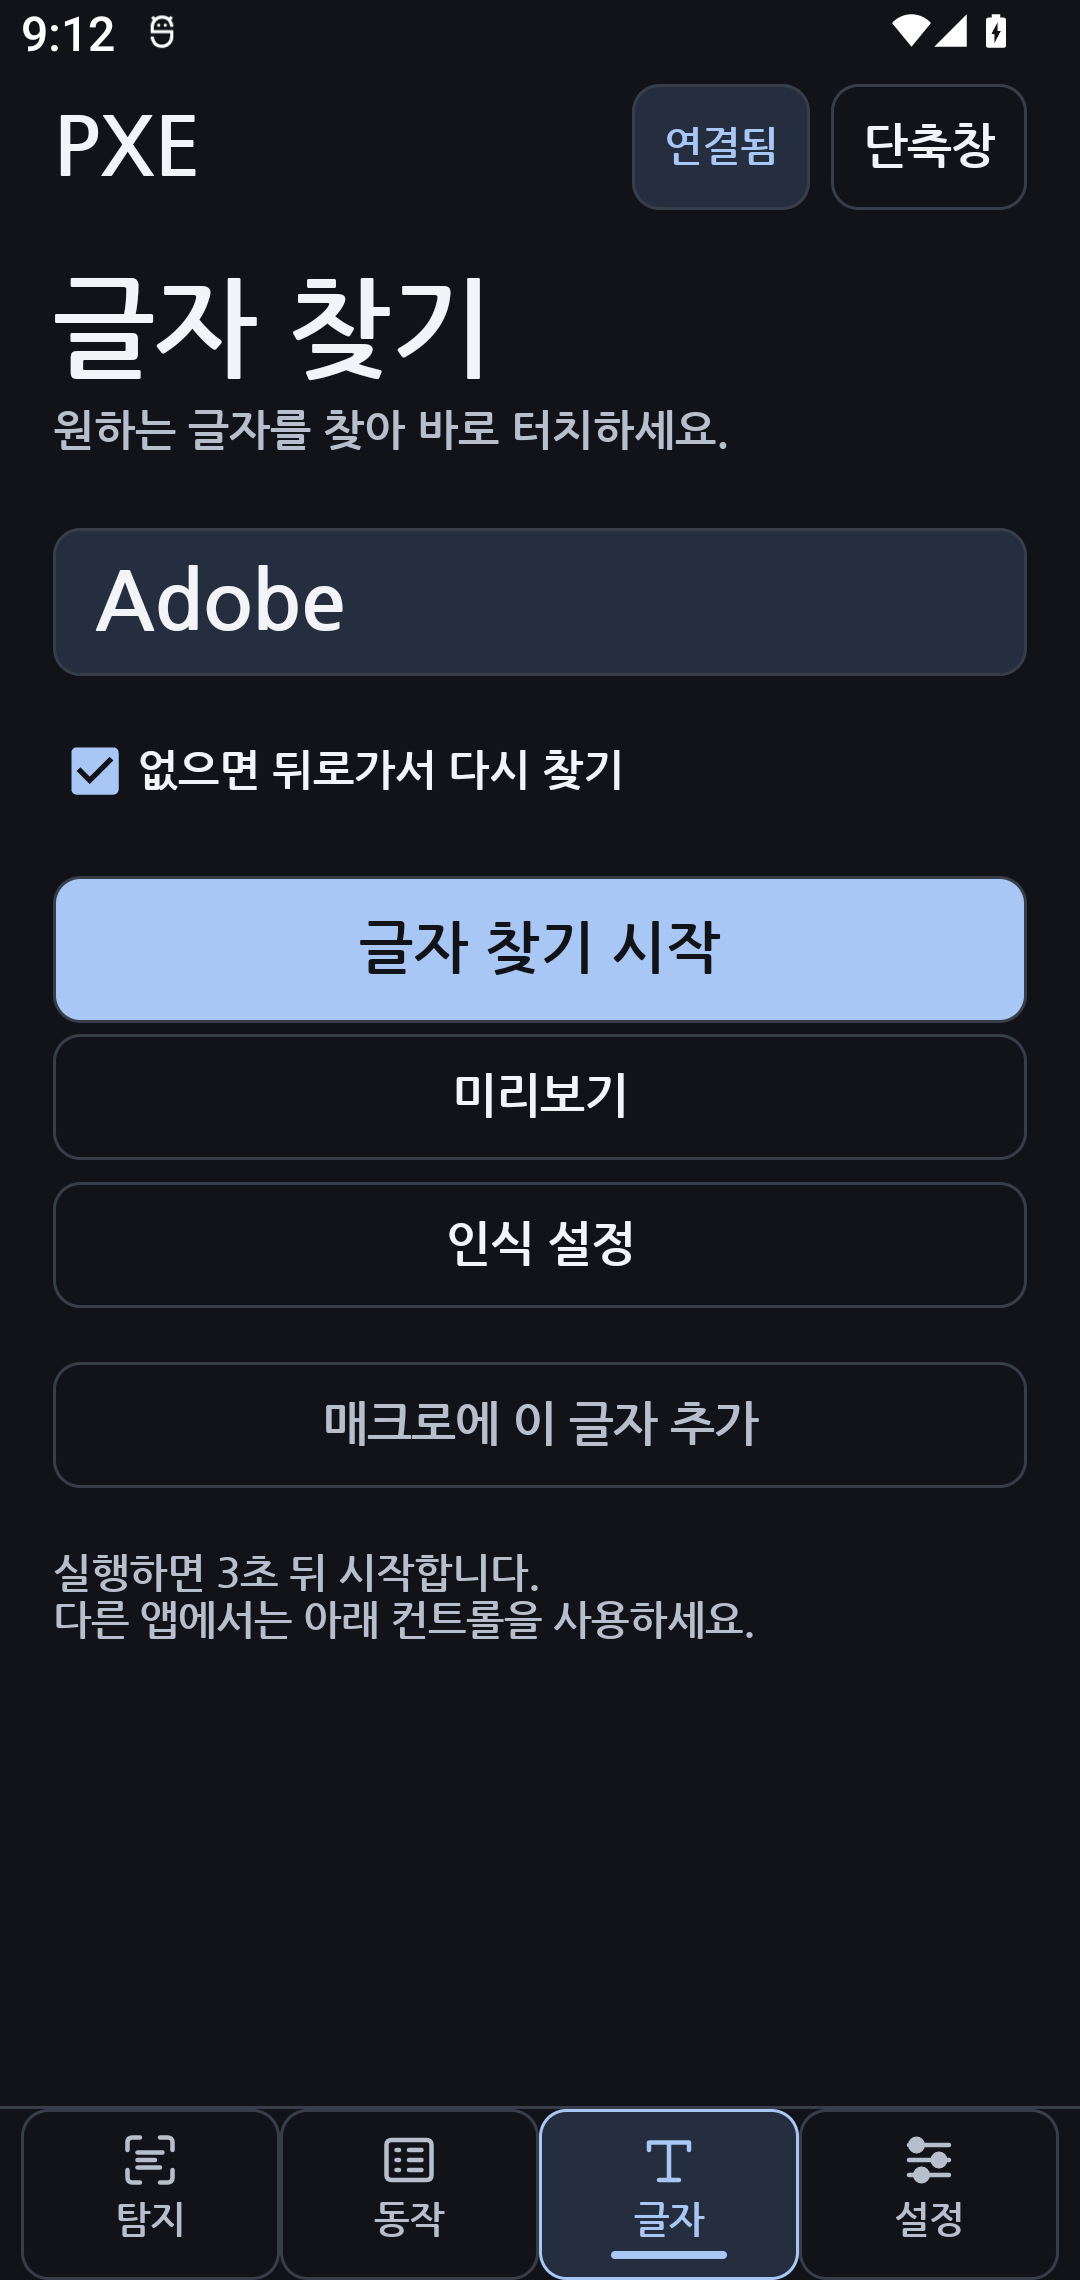 9:12
PXE
연결됨
단축창
글자 찾기
원하는 글자를 찾아 바로 터치하세요.
Adobe
없으면 뒤로가서 다시 찾기
글자 찾기 시작
미리보기
인식 설정
매크로에 이 글자 추가
실행하면 3초 뒤 시작합니다.
다른 앱에서는 아래 컨트롤을 사용하세요.
탐지
동작
글자
설정